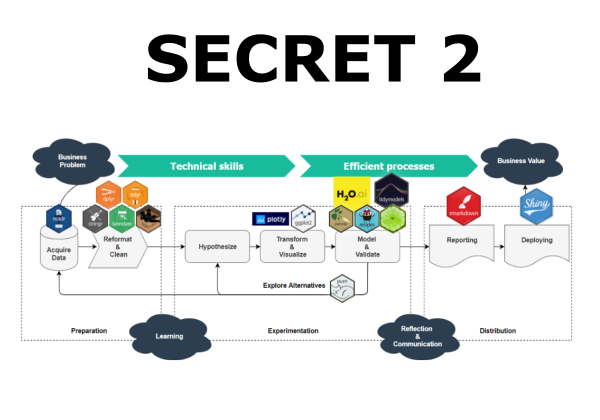 SECRET 2
Business
Problem
Technical skills
Efficient processes
Business Value
dplyr
tidyr
H2O.ai
tidymodels
readr
stringr
lubridate
plotly
ggplot2
recipes
rmarkdown
Shiny
Acquire
Data
Reformat
&
Clean
Hypothesize
Transform
&
Visualize
Model
&
Validate
Reporting
Deploying
Explore Alternatives
purrr
Preparation
Learning
Experimentation
Reflection
&
Communication
Distribution